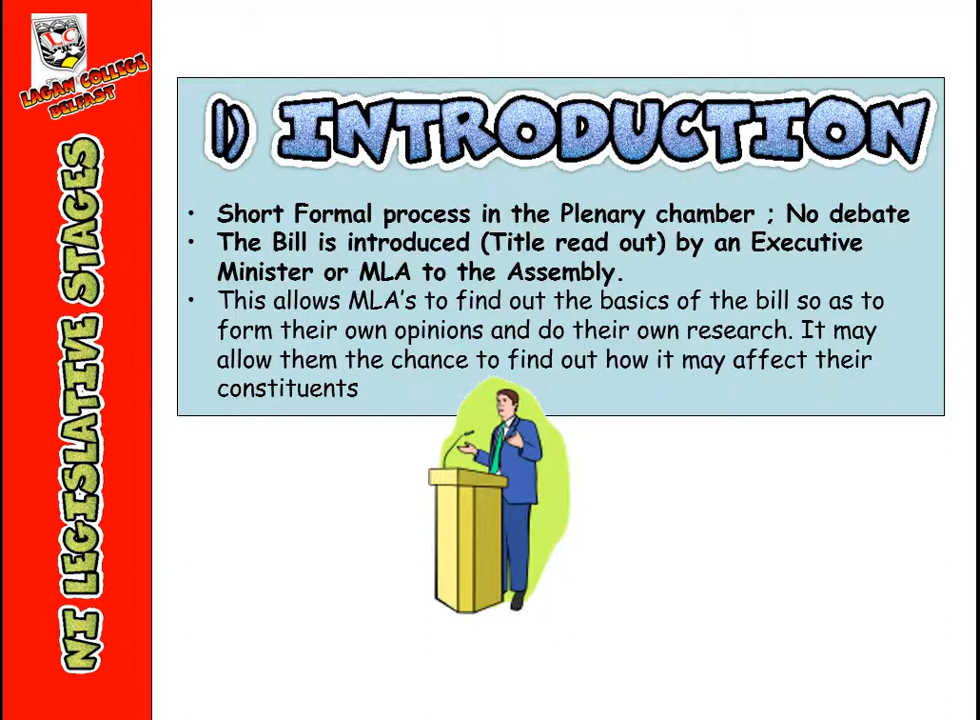 LC
LAGAN COLLEGE
BELFAST
NI LEGISLATIVE STAGES
1) INTRODUCTION
• Short Formal process in the Plenary chamber ; No debate
• The Bill is introduced (Title read out) by an Executive
Minister or MLA to the Assembly.
• This allows MLA's to find out the basics of the bill so as to
form their own opinions and do their own research. It may
allow them the chance to find out how it may affect their
constituents